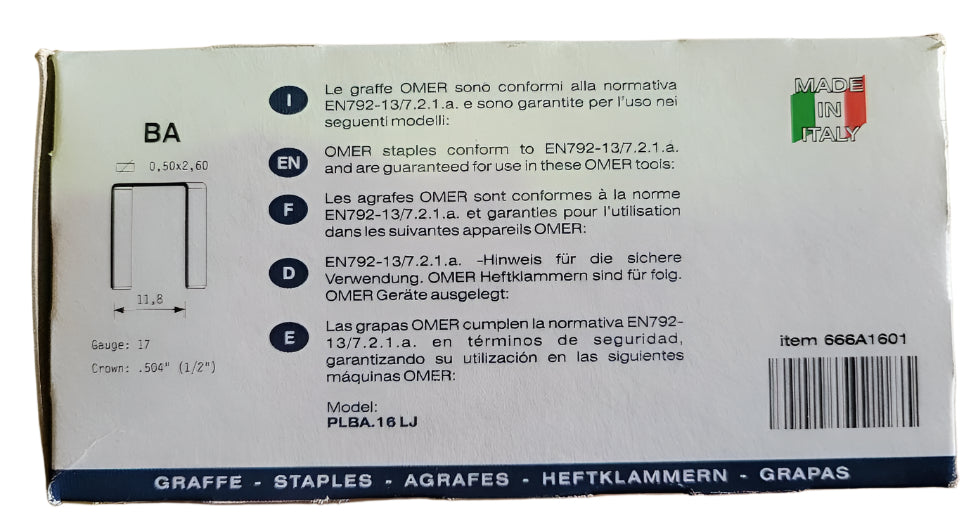 BA
0,50x2,60
11,8
Gauge: 17
Crown: .504" (1/2")
I
Le graffe OMER sono conformi alla normativa
EN792-13/7.2.1.a. e sono garantite per l'uso nei
seguenti modelli:
EN
OMER staples conform to EN792-13/7.2.1.a.
and are guaranteed for use in these OMER tools:
F
Les agrafes OMER sont conformes à la norme
EN792-13/7.2.1.a. et garanties pour l'utilisation
dans les suivantes appareils OMER:
D
EN792-13/7.2.1.a. -Hinweis für die sichere
Verwendung. OMER Heftklammern sind für folg.
OMER Geräte ausgelegt:
E
Las grapas OMER cumplen la normativa EN792-
13/7.2.1.a. en términos de seguridad,
garantizando su utilización en las siguientes
máquinas OMER:
Model:
PLBA.16 LJ
MADE
IN
ITALY
item 666A1601
GRAFFE - STAPLES - AGRAFES - HEFTKLAMMERN - GRAPAS